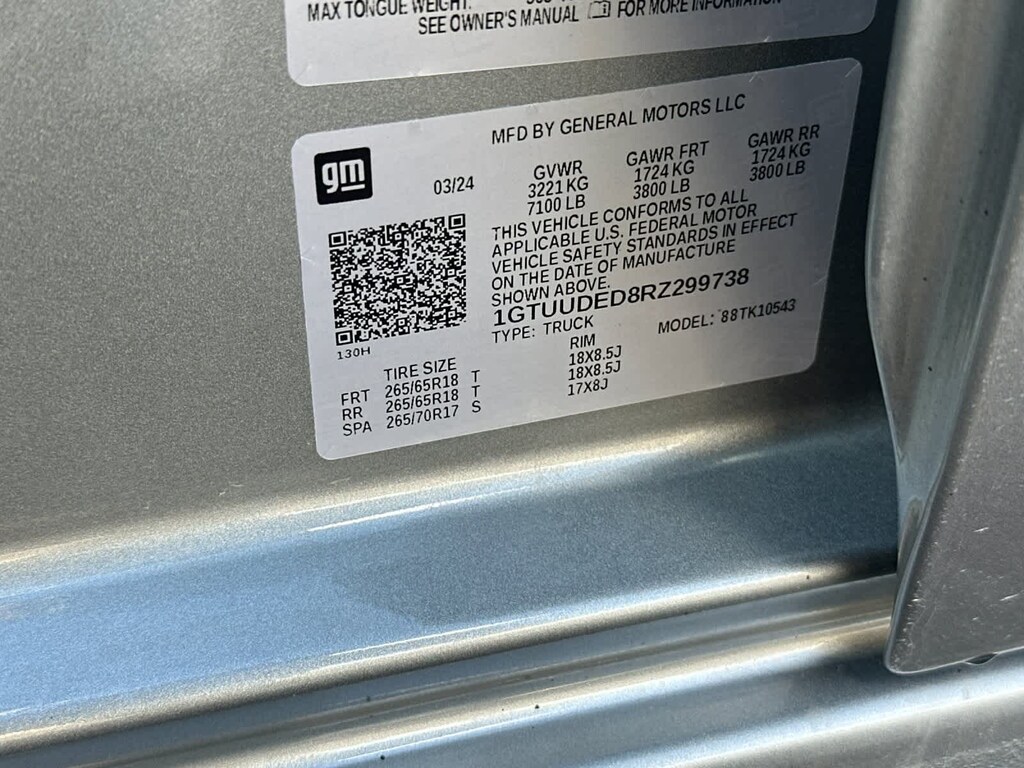 MAX TONGUE WEIGHT:
SEE OWNER'S MANUAL FOR MORE INFORMATION
MFD BY GENERAL MOTORS LLC
gm
03/24
GVWR GAWR FRT GAWR RR
3221 KG 1724 KG 1724 KG
7100 LB 3800 LB 3800 LB
THIS VEHICLE CONFORMS TO ALL
APPLICABLE U.S. FEDERAL MOTOR
VEHICLE SAFETY STANDARDS IN EFFECT
ON THE DATE OF MANUFACTURE
SHOWN ABOVE.
1GTUUDED8RZ299738
TYPE: TRUCK MODEL: 88TK10543
130H
TIRE SIZE RIM
FRT 265/65R18 T 18X8.5J
RR 265/65R18 T 18X8.5J
SPA 265/70R17 S 17X8J